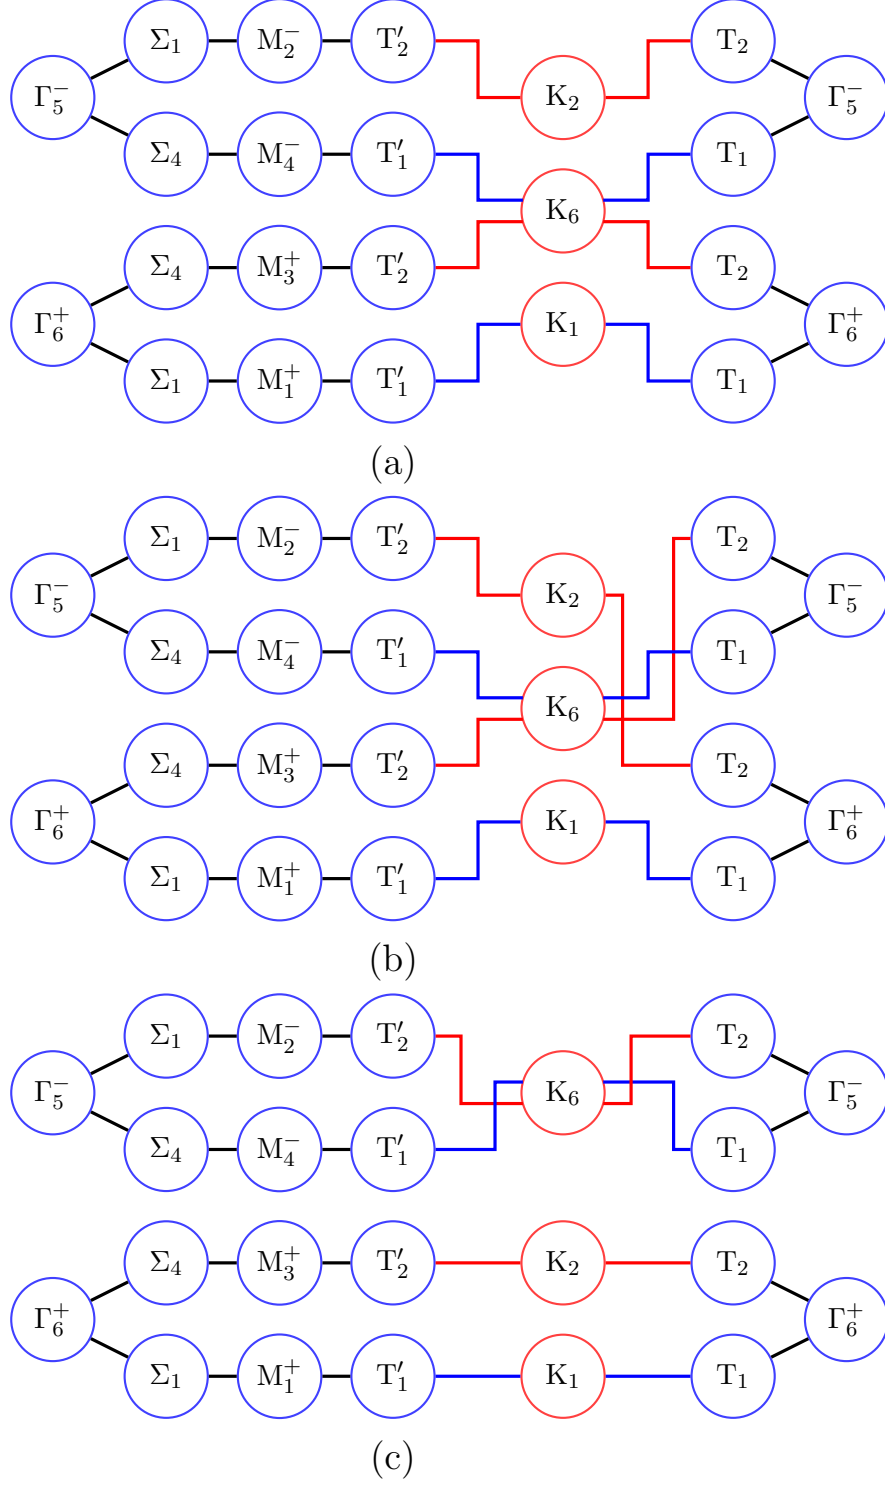 Σ₁ M₂⁻ T′₂ T₂
Γ₅⁻ K₂ Γ₅⁻
Σ₄ M₄⁻ T′₁ T₁
K₆
Σ₄ M₃⁺ T′₂ T₂
Γ₆⁺ K₁ Γ₆⁺
Σ₁ M₁⁺ T′₁ T₁
(a)
Σ₁ M₂⁻ T′₂ T₂
Γ₅⁻ K₂ Γ₅⁻
Σ₄ M₄⁻ T′₁ T₁
K₆
Σ₄ M₃⁺ T′₂ T₂
Γ₆⁺ K₁ Γ₆⁺
Σ₁ M₁⁺ T′₁ T₁
(b)
Σ₁ M₂⁻ T′₂ T₂
Γ₅⁻ K₆ Γ₅⁻
Σ₄ M₄⁻ T′₁ T₁
Σ₄ M₃⁺ T′₂ K₂ T₂
Γ₆⁺ Γ₆⁺
Σ₁ M₁⁺ T′₁ K₁ T₁
(c)